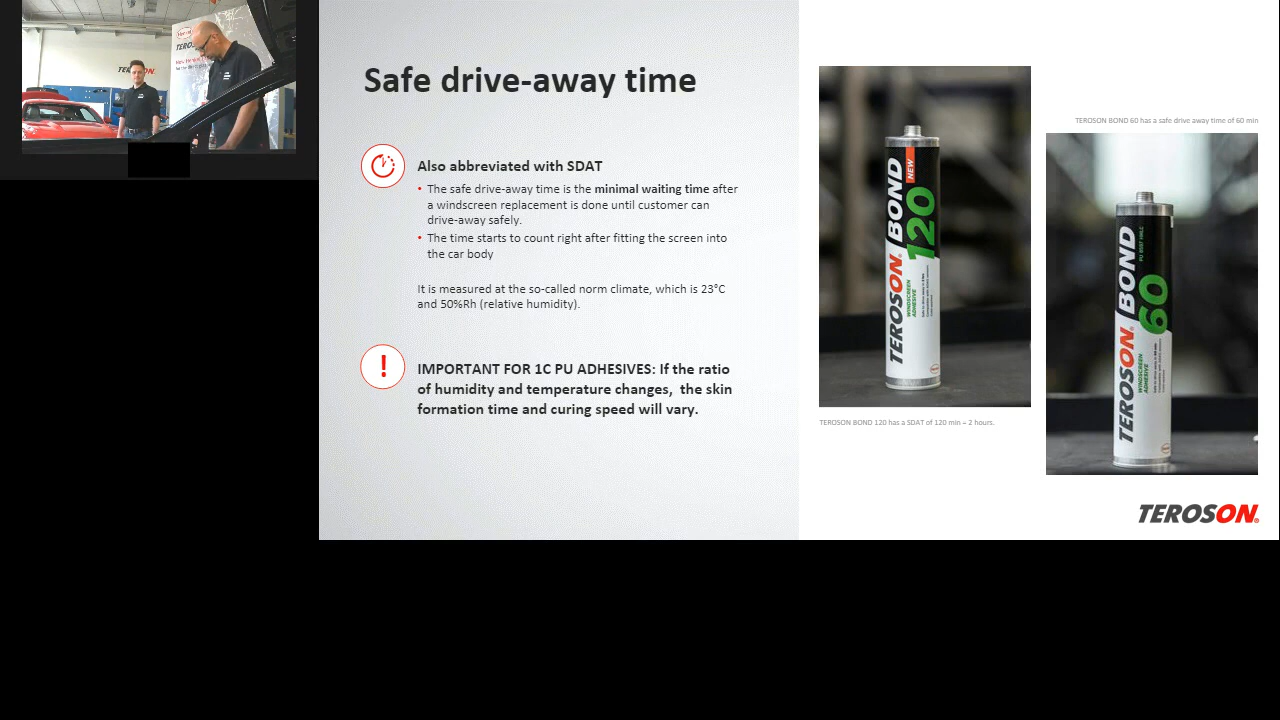 TEROSON.
Safe drive-away time
Also abbreviated with SDAT
• The safe drive-away time is the minimal waiting time after
a windscreen replacement is done until customer can
drive-away safely.
• The time starts to count right after fitting the screen into
the car body
It is measured at the so-called norm climate, which is 23°C
and 50%Rh (relative humidity).
!
IMPORTANT FOR 1C PU ADHESIVES: If the ratio
of humidity and temperature changes, the skin
formation time and curing speed will vary.
TEROSON® BOND
120
NEW
WINDSCREEN
ADHESIVE
TEROSON BOND 120 has a SDAT of 120 min = 2 hours.
TEROSON BOND 60 has a safe drive away time of 60 min
TEROSON® BOND
60
WINDSCREEN
ADHESIVE
TEROSON®